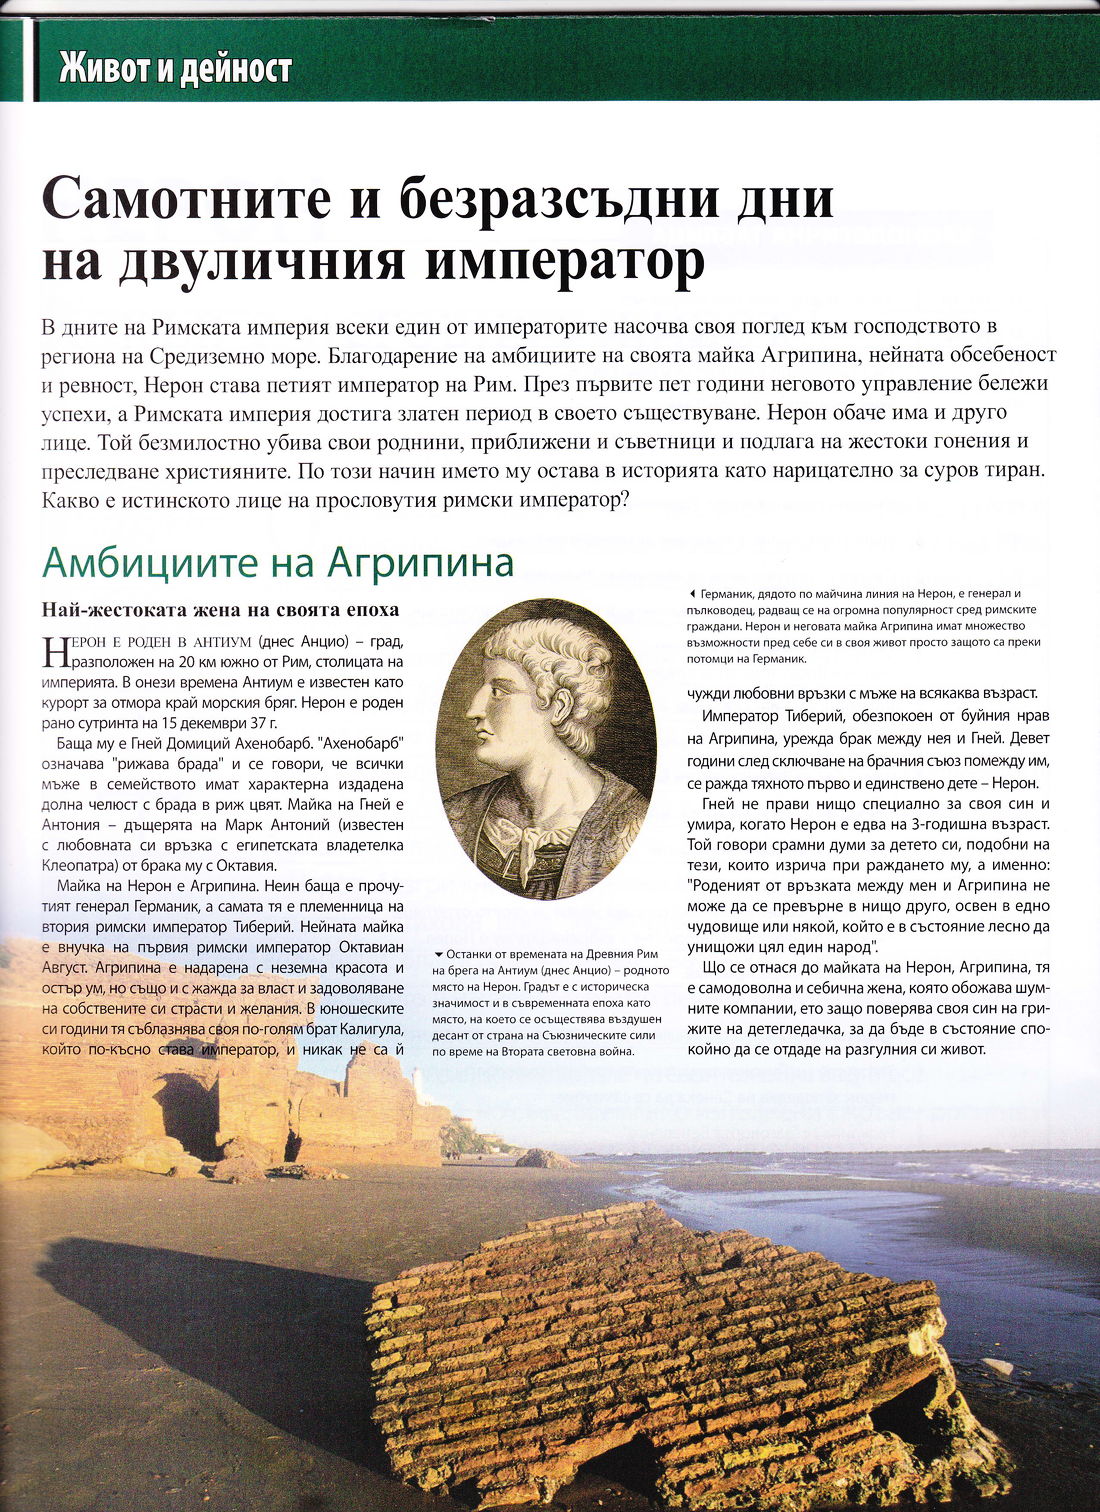 Живот и дейност
Самотните и безразсъдни дни
на двуличния император
В дните на Римската империя всеки един от императорите насочва своя поглед към господството в
региона на Средиземно море. Благодарение на амбициите на своята майка Агрипина, нейната обсебеност
и ревност, Нерон става петият император на Рим. През първите пет години неговото управление бележи
успехи, а Римската империя достига златен период в своето съществуване. Нерон обаче има и друго
лице. Той безмилостно убива свои роднини, приближени и съветници и подлага на жестоки гонения и
преследване християните. По този начин името му остава в историята като нарицателно за суров тиран.
Какво е истинското лице на прословутия римски император?
Амбициите на Агрипина
Най-жестоката жена на своята епоха
НЕРОН Е РОДЕН В АНТИУМ (днес Анцио) – град,
разположен на 20 км южно от Рим, столицата на
империята. В онези времена Антиум е известен като
курорт за отмора край морския бряг. Нерон е роден
рано сутринта на 15 декември 37 г.
Баща му е Гней Домиций Ахенобарб. "Ахенобарб"
означава "рижава брада" и се говори, че всички
мъже в семейството имат характерна издадена
долна челюст с брада в риж цвят. Майка на Гней е
Антония – дъщерята на Марк Антоний (известен
с любовната си връзка с египетската владетелка
Клеопатра) от брака му с Октавия.
Майка на Нерон е Агрипина. Неин баща е прочу-
тият генерал Германик, а самата тя е племенница на
втория римски император Тиберий. Нейната майка
е внучка на първия римски император Октавиан
Август. Агрипина е надарена с неземна красота и
остър ум, но също и с жажда за власт и задоволяване
на собствените си страсти и желания. В юношеските
си години тя съблазнява своя по-голям брат Калигула,
който по-късно става император, и никак не са й
Останки от времената на Древния Рим
на брега на Антиум (днес Анцио) – родното
място на Нерон. Градът е с историческа
значимост и в съвременната епоха като
място, на което се осъществява въздушен
десант от страна на Съюзническите сили
по време на Втората световна война.
Германик, дядото по майчина линия на Нерон, е генерал и
пълководец, радващ се на огромна популярност сред римските
граждани. Нерон и неговата майка Агрипина имат множество
възможности пред себе си в своя живот просто защото са преки
потомци на Германик.
чужди любовни връзки с мъже на всякаква възраст.
Император Тиберий, обезпокоен от буйния нрав
на Агрипина, урежда брак между нея и Гней. Девет
години след сключване на брачния съюз помежду им,
се ражда тяхното първо и единствено дете – Нерон.
Гней не прави нищо специално за своя син и
умира, когато Нерон е едва на 3-годишна възраст.
Той говори срамни думи за детето си, подобни на
тези, които изрича при раждането му, а именно:
"Роденият от връзката между мен и Агрипина не
може да се превърне в нищо друго, освен в едно
чудовище или някой, който е в състояние лесно да
унищожи цял един народ".
Що се отнася до майката на Нерон, Агрипина, тя
е самодоволна и себична жена, която обожава шум-
ните компании, ето защо поверява своя син на гри-
жите на детегледачка, за да бъде в състояние спо-
койно да се отдаде на разгулния си живот.